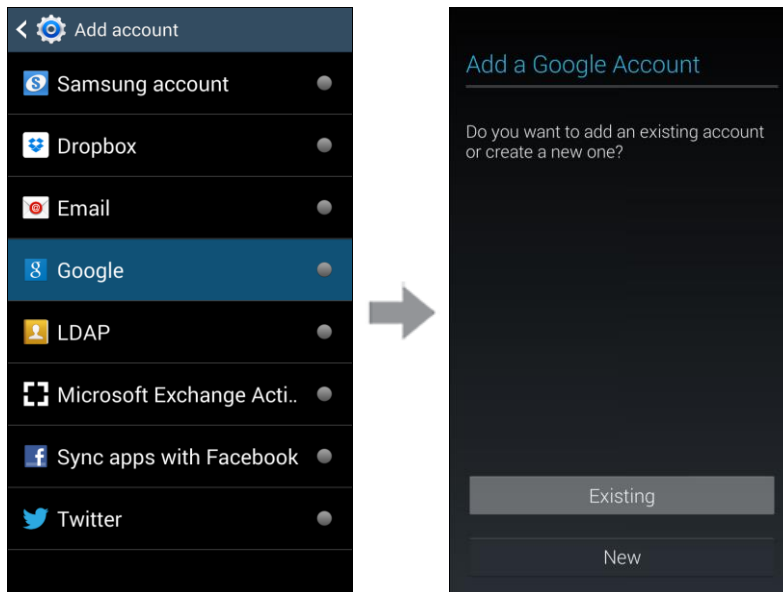 Add account
Samsung account
Dropbox
Email
Google
LDAP
Microsoft Exchange Acti..
Sync apps with Facebook
Twitter
Add a Google Account
Do you want to add an existing account
or create a new one?
Existing
New